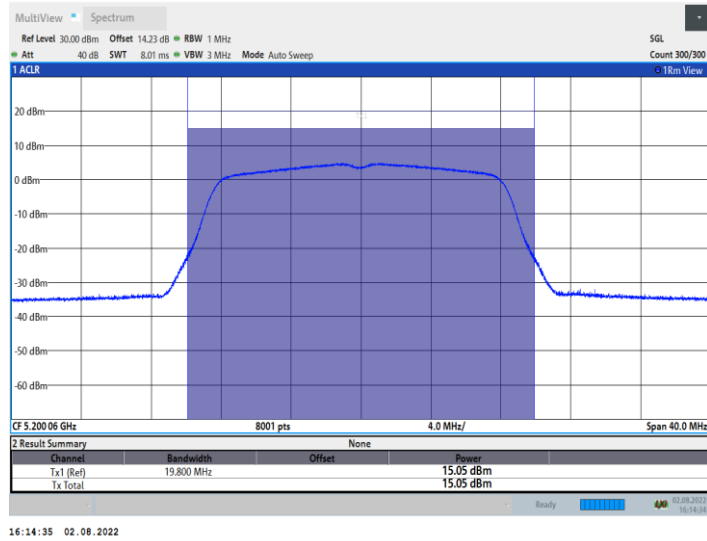 MultiView Spectrum
Ref Level 30.00 dBm Offset 14.23 dB RBW 1 MHz SGL
Att 40 dB SWT 8.01 ms VBW 3 MHz Mode Auto Sweep Count 300/300
1 ACLR 1Rm View
20 dBm
10 dBm
0 dBm
-10 dBm
-20 dBm
-30 dBm
-40 dBm
-50 dBm
-60 dBm
CF 5.20006 GHz 8001 pts 4.0 MHz/ Span 40.0 MHz
2 Result Summary None
Channel Bandwidth Offset Power
Tx1 (Ref) 19.800 MHz 15.05 dBm
Tx Total 15.05 dBm
Ready 02.08.2022
16:14:34
16:14:35 02.08.2022